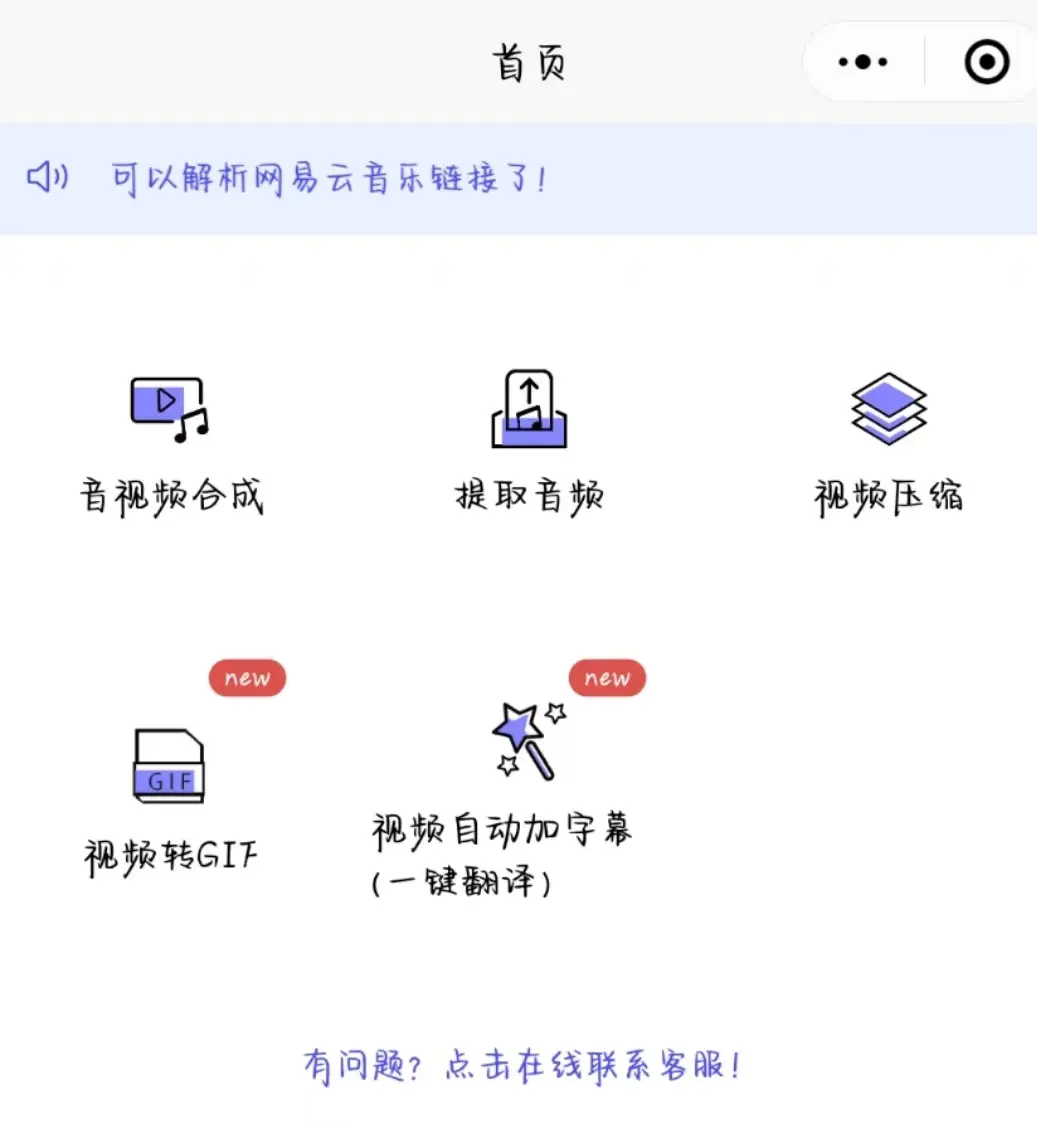 首页
可以解析网易云音乐链接了!
音视频合成
提取音频
视频压缩
new
new
GIF
视频转GIF
视频自动加字幕
(一键翻译)
有问题? 点击在线联系客服!